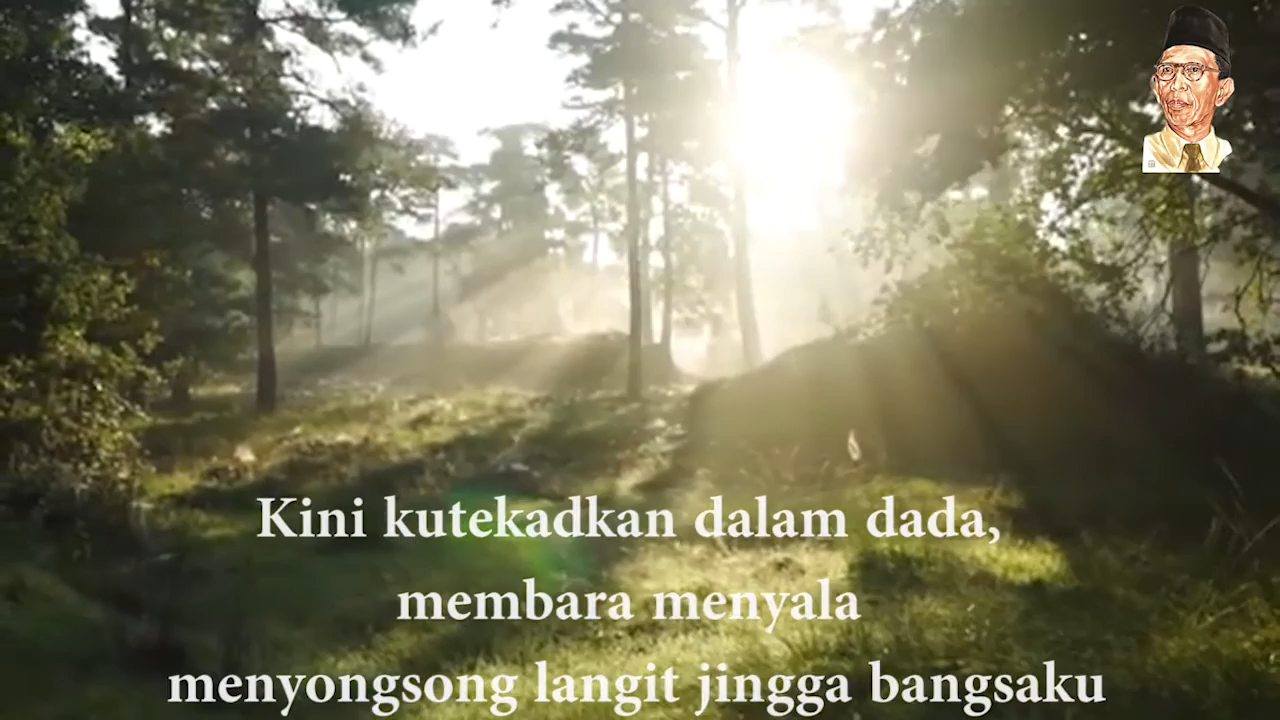 Kini kutekadkan dalam dada,
membara menyala
menyongsong langit jingga bangsaku